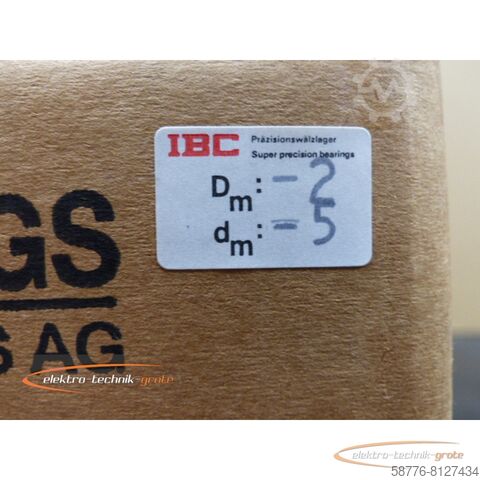 IBC Präzisionswälzlager
Super precision bearings
Dm: -2
dm: -5
GS
S AG
elektro-technik-grote
elektro-technik-grote
58776-8127434